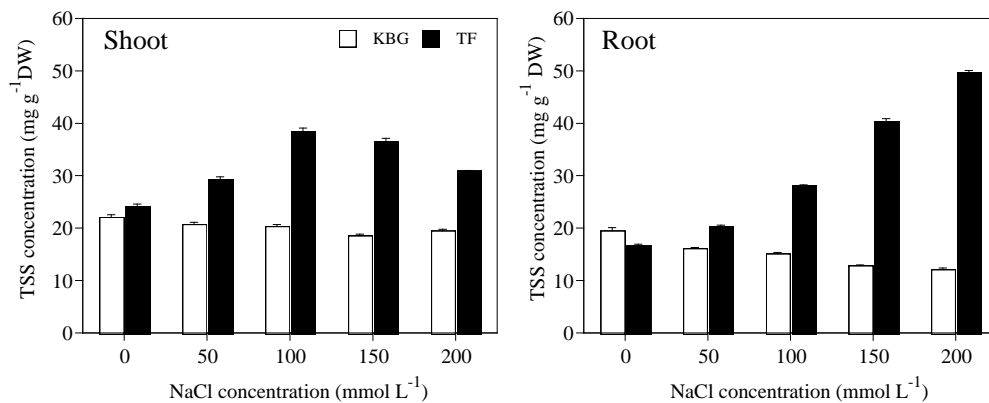 Shoot
KBG TF
TSS concentration (mg g⁻¹DW)
60
50
40
30
20
10
0
0 50 100 150 200
NaCl concentration (mmol L⁻¹)
Root
TSS concentration (mg g⁻¹ DW)
60
50
40
30
20
10
0
0 50 100 150 200
NaCl concentration (mmol L⁻¹)